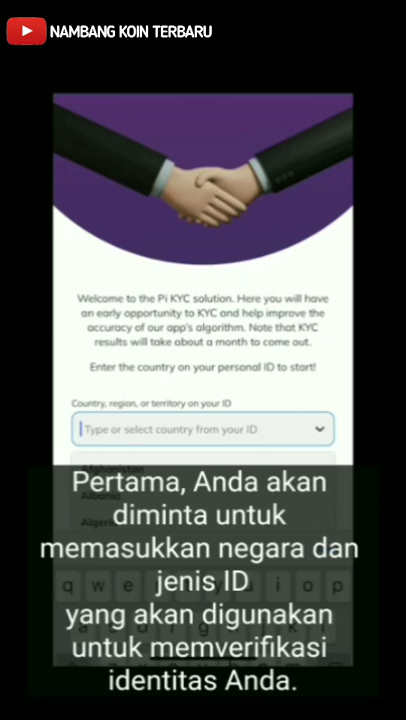 NAMBANG KOIN TERBARU
Welcome to the Pi KYC solution. Here you will have
an early opportunity to KYC and help improve the
accuracy of our app's algorithm. Note that KYC
results will take about a month to come out.
Enter the country on your personal ID to start!
Country, region, or territory on your ID
Type or select country from your ID
Afghanistan
Albania
Algeria
Pertama, Anda akan
diminta untuk
memasukkan negara dan
jenis ID
yang akan digunakan
untuk memverifikasi
identitas Anda.
q w e u i o p